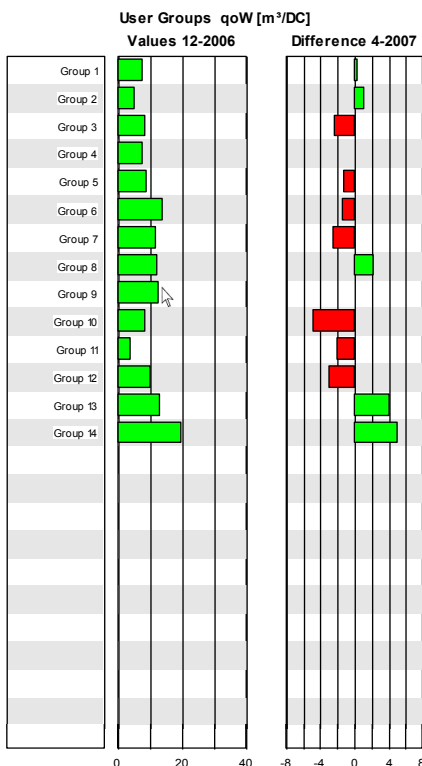 User Groups qoW [m³/DC]
Values 12-2006 Difference 4-2007
Group 1
Group 2
Group 3
Group 4
Group 5
Group 6
Group 7
Group 8
Group 9
Group 10
Group 11
Group 12
Group 13
Group 14
0 20 40 -8 -4 0 4 8